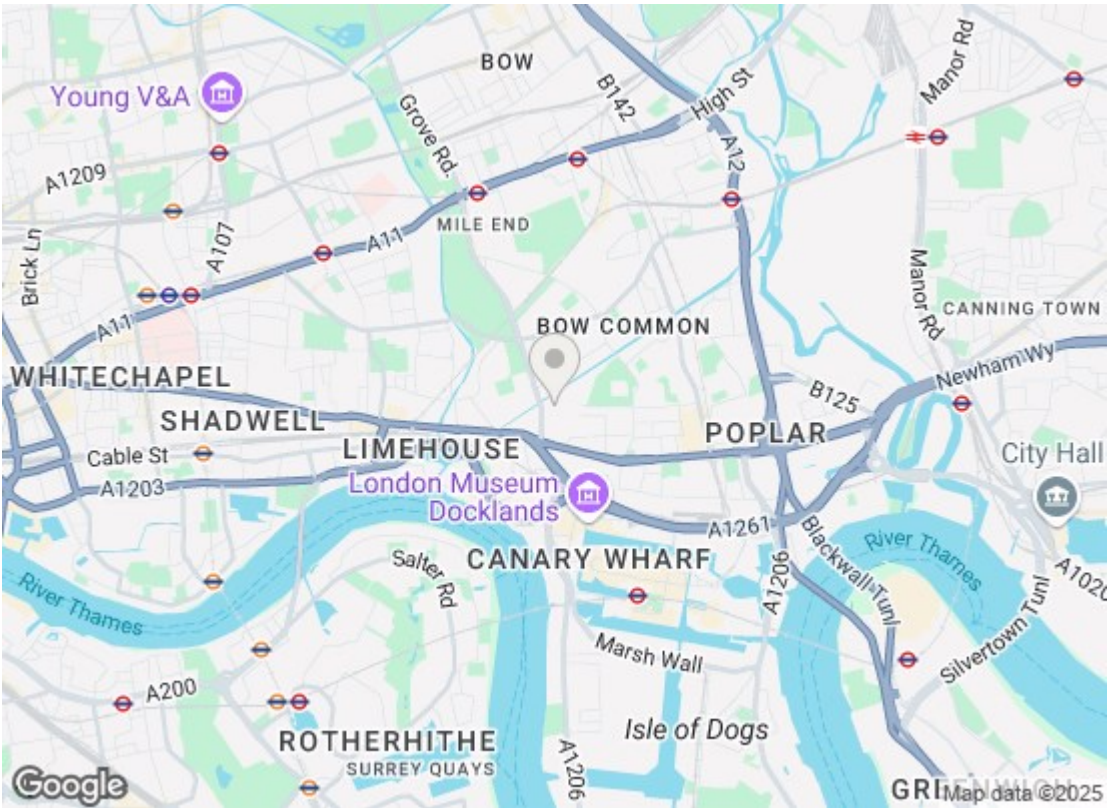 BOW
Manor Rd
Young V&A
B142
High St
Grove Rd.
A12
A1209
MILE END
A107
A11
Brick Ln
Manor Rd
CANNING TOWN
A11
BOW COMMON
Newham Wy
WHITECHAPEL
B125
SHADWELL
POPLAR
LIMEHOUSE
Cable St
City Hall
London Museum
Docklands
A1203
A1261
River Thames
CANARY WHARF
Blackwall Tunl
Salter Rd
A1206
A1020
River Thames
Silvertown Tunl
Marsh Wall
A200
Isle of Dogs
ROTHERHITHE
SURREY QUAYS
A1206
Google
GREENWICH
Map data ©2025